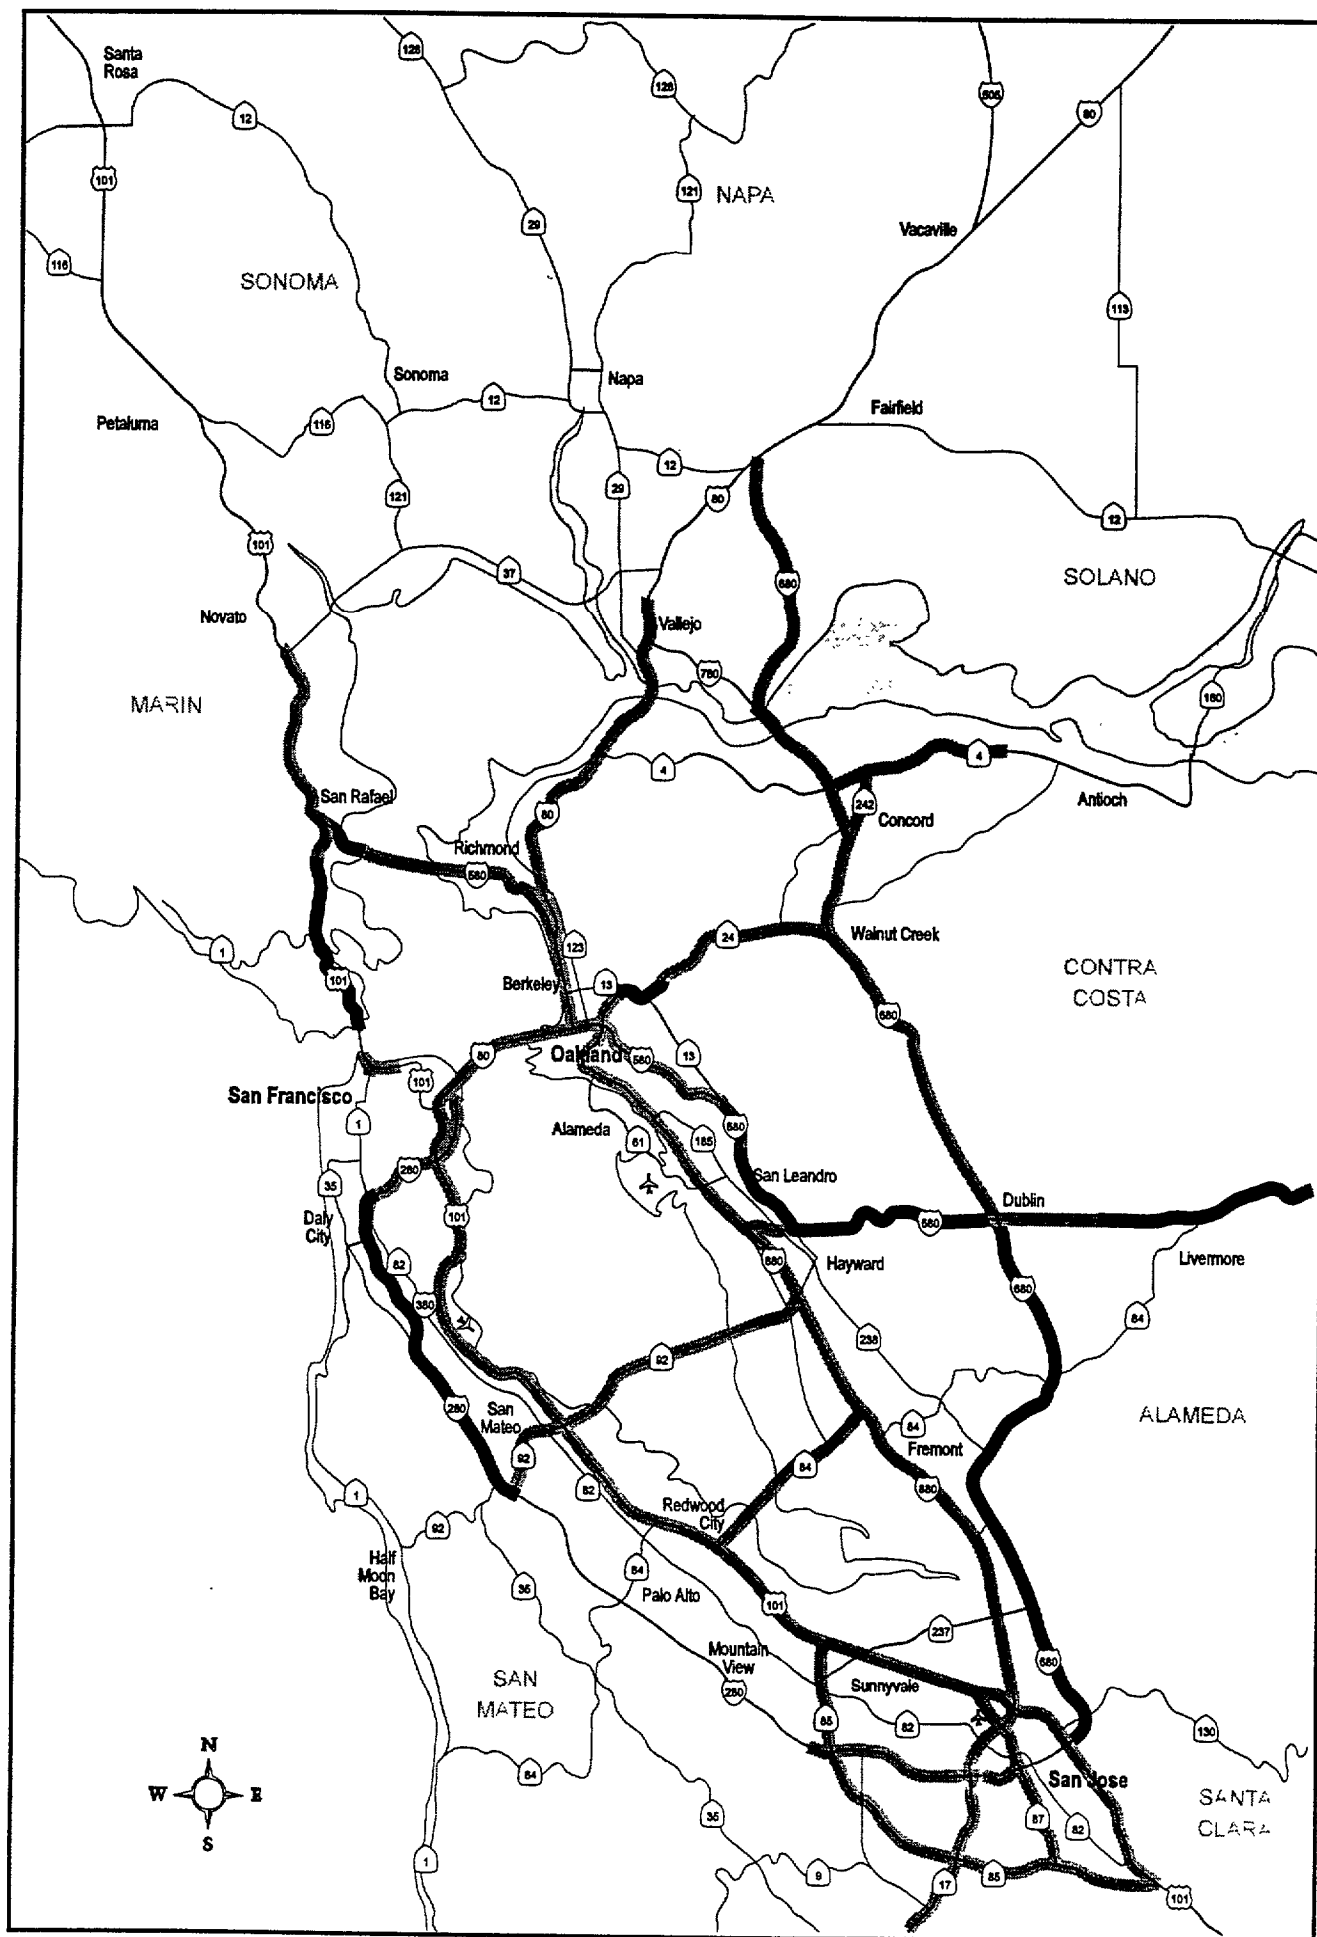 Santa
Rosa
128
128
505
80
12
101
121
NAPA
29
Vacaville
116
SONOMA
113
Sonoma
Napa
12
Fairfield
Petaluma
116
12
29
121
80
12
101
37
680
SOLANO
Novato
Vallejo
780
160
MARIN
4
4
San Rafael
Antioch
80
242
Concord
Richmond
580
24
Walnut Creek
1
123
CONTRA
COSTA
101
Berkeley
13
680
80
Oakland
580
13
101
San Francisco
1
Alameda
61
185
580
280
San Leandro
35
Dublin
101
580
Daly
City
82
880
Hayward
Livermore
380
680
84
238
92
280
San
Mateo
84
ALAMEDA
Fremont
92
84
82
880
1
Redwood
City
92
Half
Moon
Bay
84
35
Palo Alto
101
237
Mountain
View
680
SAN
MATEO
280
Sunnyvale
85
82
130
N
84
San Jose
W
E
SANTA
CLARA
35
87
82
S
1
9
17
85
101